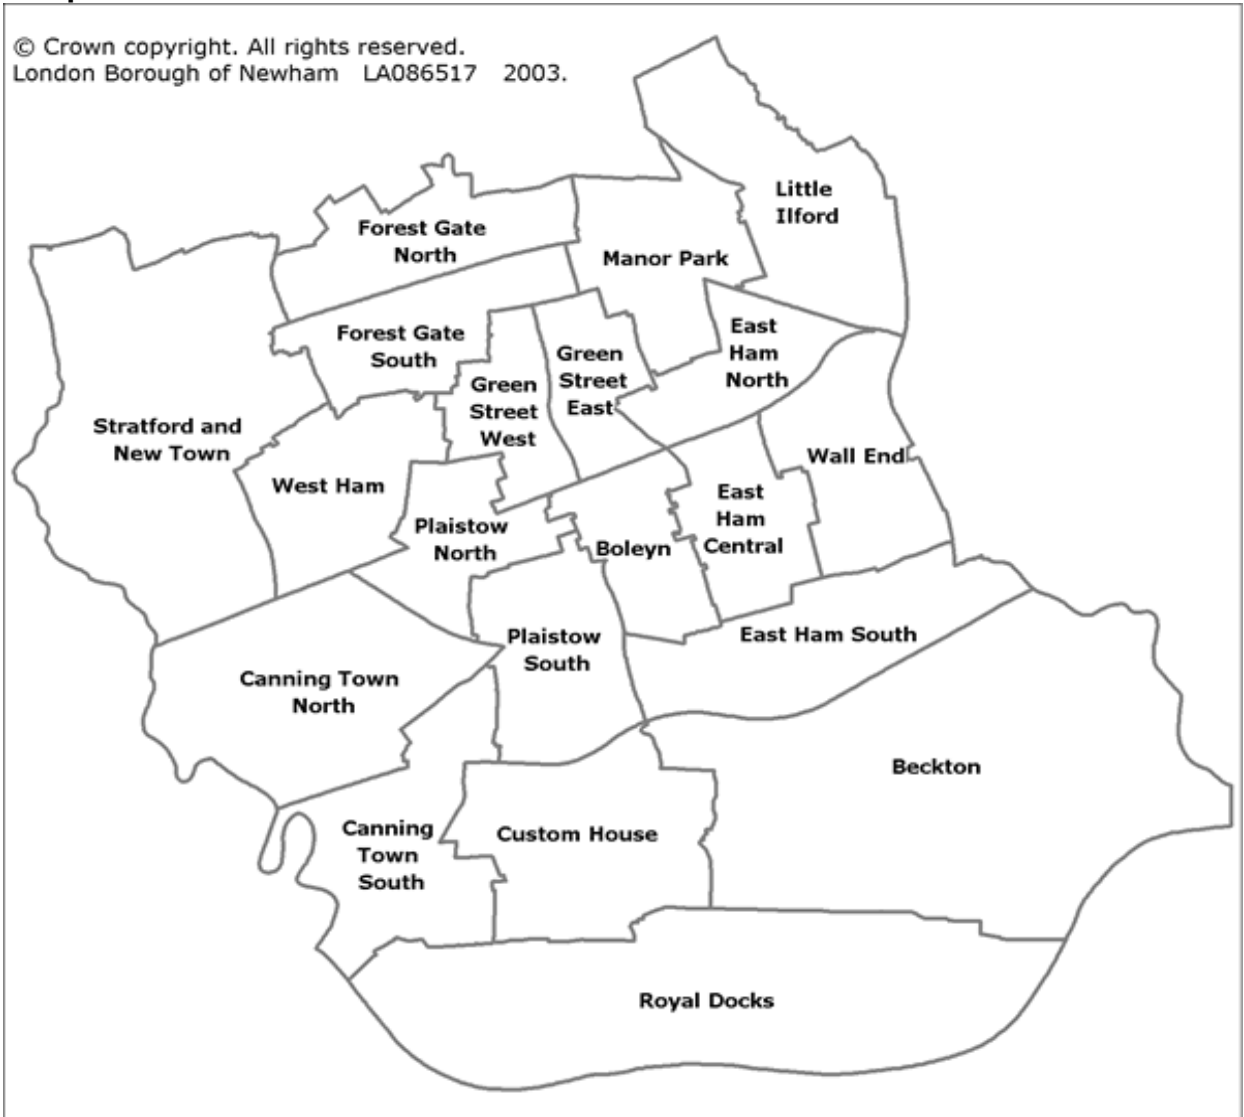 © Crown copyright. All rights reserved.
London Borough of Newham LA086517 2003.
Little
Ilford
Forest Gate
North
Manor Park
Forest Gate
South
East
Ham
North
Green
Street
East
Green
Street
West
Stratford and
New Town
Wall End
West Ham
East
Ham
Central
Plaistow
North
Boleyn
East Ham South
Plaistow
South
Canning Town
North
Beckton
Canning
Town
South
Custom House
Royal Docks